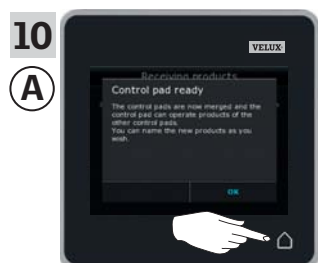 10
A
VELUX
Receiving products
Control pad ready
The control pads are now merged and the
control pad can operate products of the
other control pads.
You can name the new products as you
wish.
OK